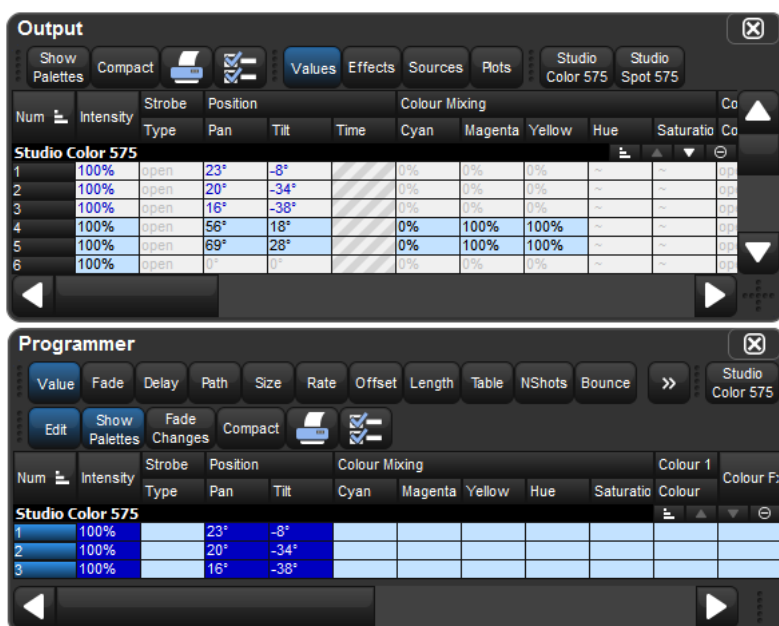 Output
Show Palettes Compact Values Effects Sources Plots Studio Color 575 Studio Spot 575
Num Intensity Strobe Position Colour Mixing Co
Type Pan Tilt Time Cyan Magenta Yellow Hue Saturatio Co
Studio Color 575
1 100% open 23° -8° 0% 0% 0% ~ ~ op
2 100% open 20° -34° 0% 0% 0% ~ ~ op
3 100% open 16° -38° 0% 0% 0% ~ ~ op
4 100% open 56° 18° 0% 100% 100% ~ ~ op
5 100% open 69° 28° 0% 100% 100% ~ ~ op
6 100% open 0° 0° 0% 0% 0% ~ ~ op
Programmer
Value Fade Delay Path Size Rate Offset Length Table NShots Bounce » Studio Color 575
Edit Show Palettes Fade Changes Compact
Num Intensity Strobe Position Colour Mixing Colour 1 Colour F
Type Pan Tilt Cyan Magenta Yellow Hue Saturatio Colour
Studio Color 575
1 100% 23° -8°
2 100% 20° -34°
3 100% 16° -38°